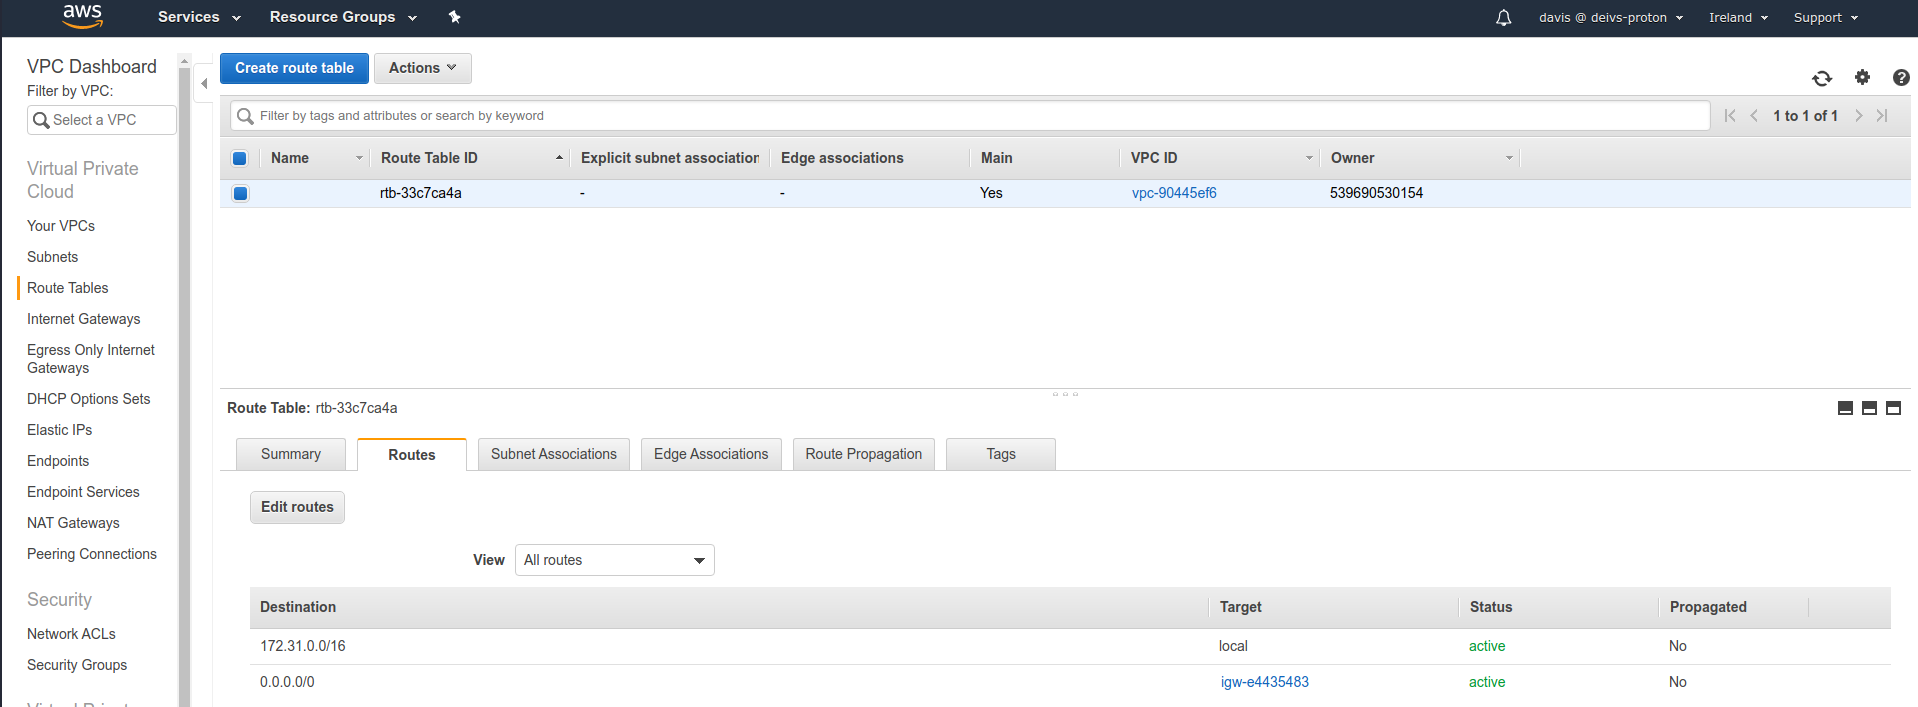 aws Services Resource Groups davis @ deivs-proton Ireland Support
VPC Dashboard
Filter by VPC:
Select a VPC
Virtual Private
Cloud
Your VPCs
Subnets
Route Tables
Internet Gateways
Egress Only Internet
Gateways
DHCP Options Sets
Elastic IPs
Endpoints
Endpoint Services
NAT Gateways
Peering Connections
Security
Network ACLs
Security Groups
Create route table Actions
Filter by tags and attributes or search by keyword 1 to 1 of 1
Name Route Table ID Explicit subnet association Edge associations Main VPC ID Owner
rtb-33c7ca4a - - Yes vpc-90445ef6 539690530154
Route Table: rtb-33c7ca4a
Summary Routes Subnet Associations Edge Associations Route Propagation Tags
Edit routes
View All routes
Destination Target Status Propagated
172.31.0.0/16 local active No
0.0.0.0/0 igw-e4435483 active No